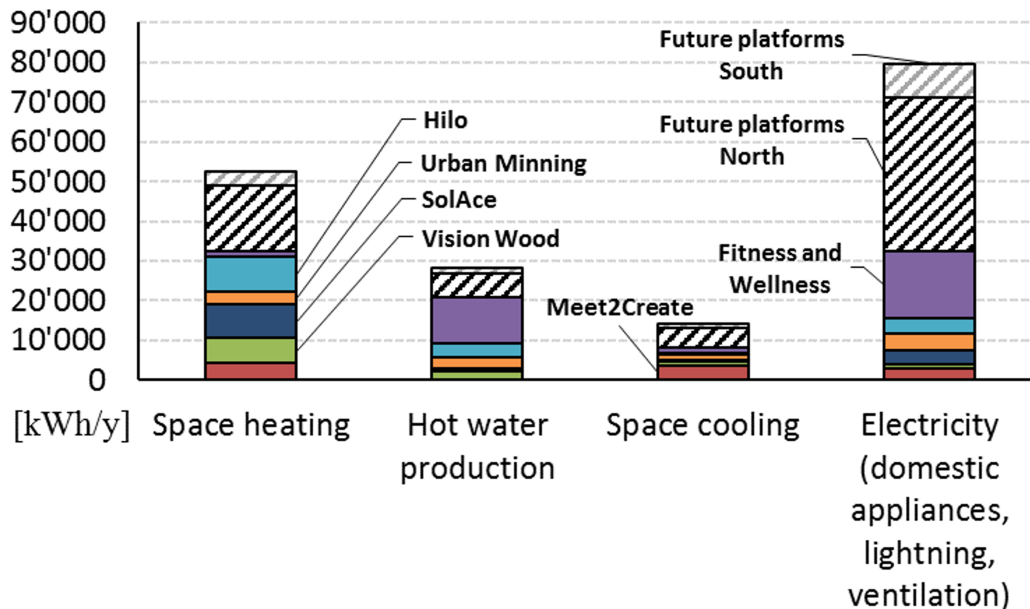 90'000
80'000
70'000
60'000
50'000
40'000
30'000
20'000
10'000
0
[kWh/y]
Hilo
Urban Minning
SolAce
Vision Wood
Meet2Create
Future platforms
South
Future platforms
North
Fitness and
Wellness
Space heating
Hot water
production
Space cooling
Electricity
(domestic
appliances,
lightning,
ventilation)